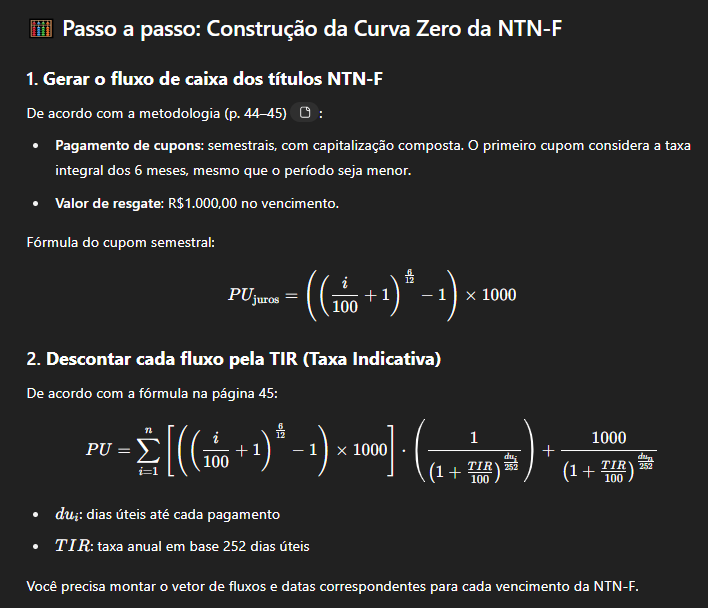 🧮 Passo a passo: Construção da Curva Zero da NTN-F
1. Gerar o fluxo de caixa dos títulos NTN-F
De acordo com a metodologia (p. 44–45) :
• Pagamento de cupons: semestrais, com capitalização composta. O primeiro cupom considera a taxa
integral dos 6 meses, mesmo que o período seja menor.
• Valor de resgate: R$1.000,00 no vencimento.
Fórmula do cupom semestral:
PU_juros = ((i/100 + 1)^(6/12) − 1) × 1000
2. Descontar cada fluxo pela TIR (Taxa Indicativa)
De acordo com a fórmula na página 45:
PU = ∑_{i=1}^{n} [((i/100 + 1)^(6/12) − 1) × 1000] · (1/(1 + TIR/100)^(du_i/252)) + 1000/(1 + TIR/100)^(du_n/252)
• du_i: dias úteis até cada pagamento
• TIR: taxa anual em base 252 dias úteis
Você precisa montar o vetor de fluxos e datas correspondentes para cada vencimento da NTN-F.